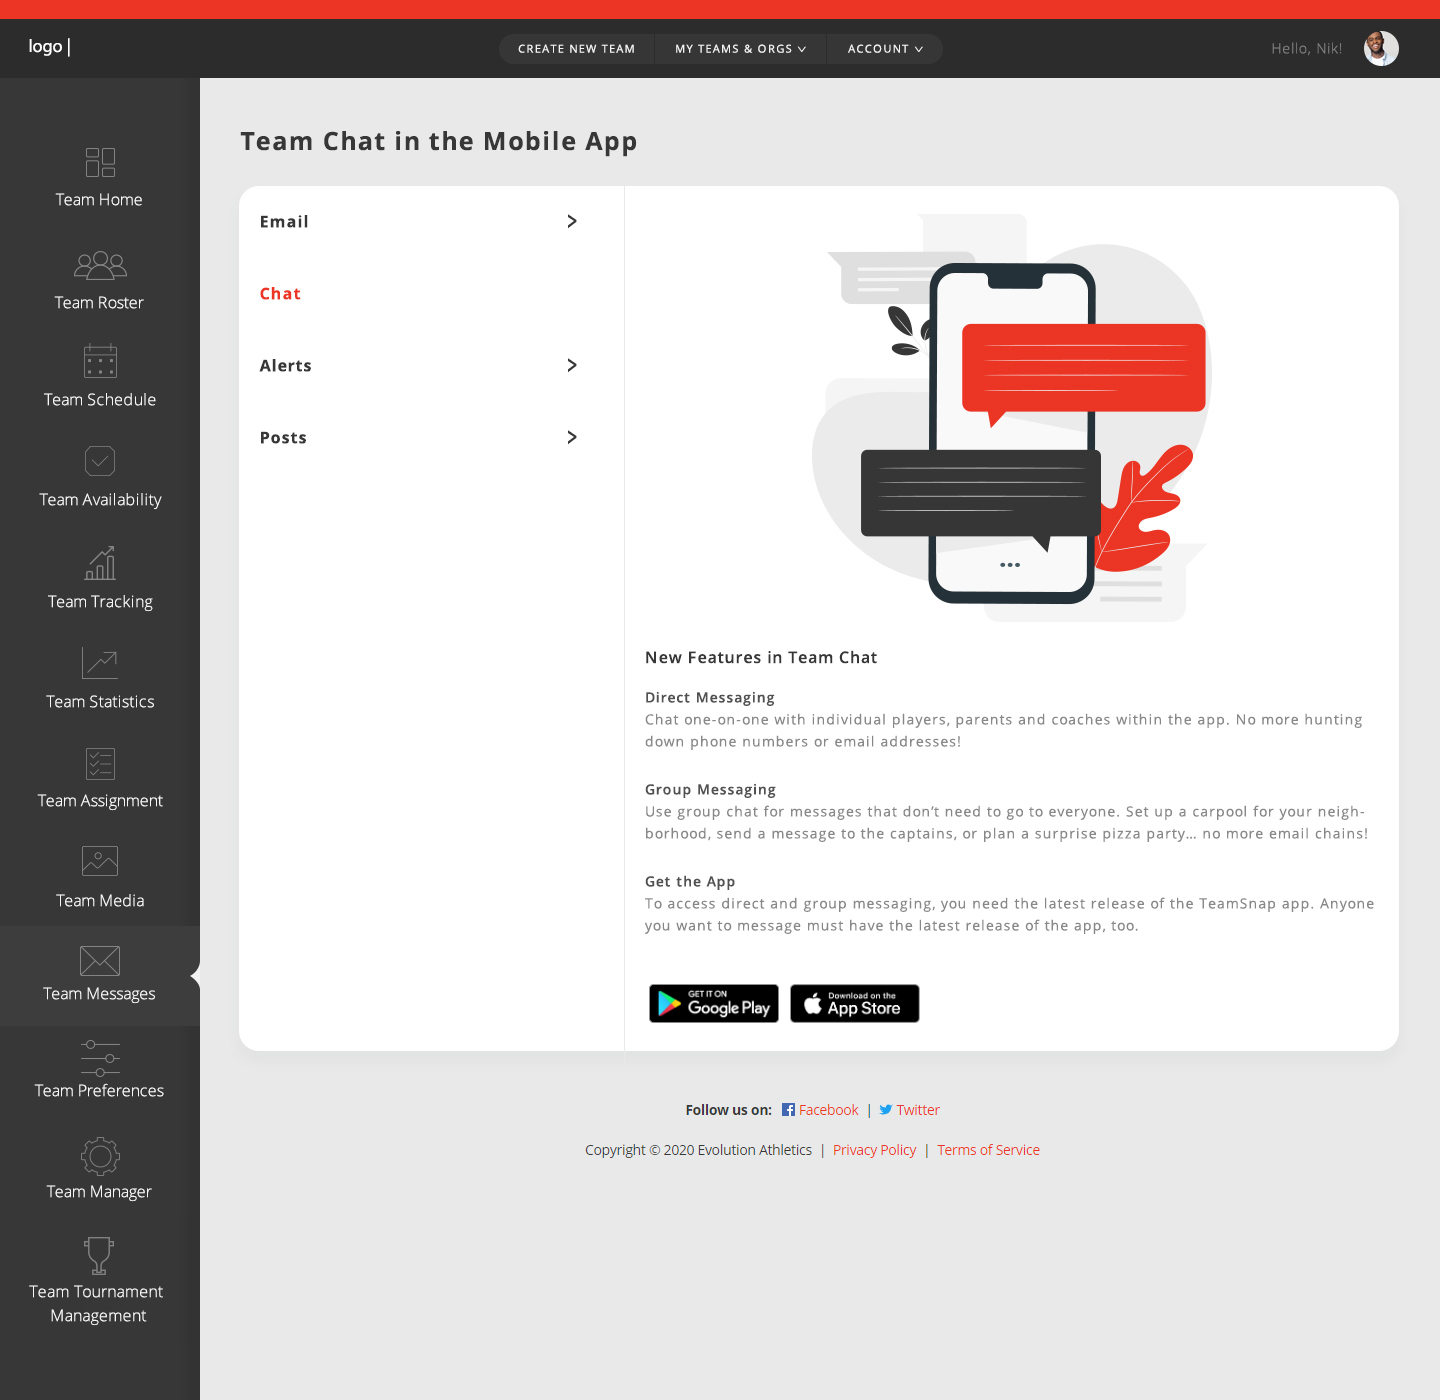 logo |
CREATE NEW TEAM
MY TEAMS & ORGS
ACCOUNT
Hello, Nik!
Team Home
Team Roster
Team Schedule
Team Availability
Team Tracking
Team Statistics
Team Assignment
Team Media
Team Messages
Team Preferences
Team Manager
Team Tournament
Management
Team Chat in the Mobile App
Email
Chat
Alerts
Posts
New Features in Team Chat
Direct Messaging
Chat one-on-one with individual players, parents and coaches within the app. No more hunting
down phone numbers or email addresses!
Group Messaging
Use group chat for messages that don't need to go to everyone. Set up a carpool for your neigh-
borhood, send a message to the captains, or plan a surprise pizza party... no more email chains!
Get the App
To access direct and group messaging, you need the latest release of the TeamSnap app. Anyone
you want to message must have the latest release of the app, too.
GET IT ON
Google Play
Download on the
App Store
Follow us on: Facebook | Twitter
Copyright © 2020 Evolution Athletics | Privacy Policy | Terms of Service